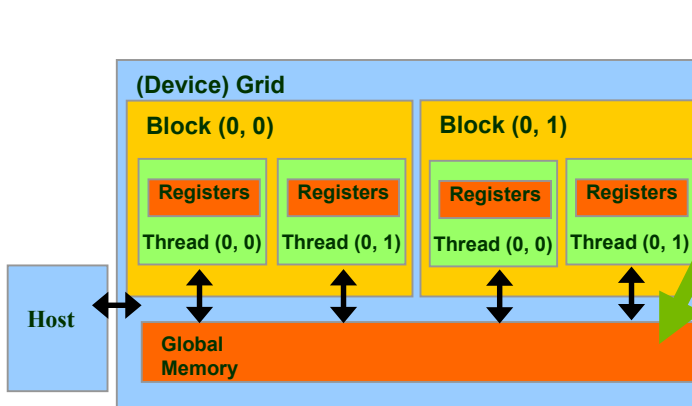 (Device) Grid
Block (0, 0)
Block (0, 1)
Registers
Registers
Registers
Registers
Thread (0, 0)
Thread (0, 1)
Thread (0, 0)
Thread (0, 1)
Host
Global
Memory